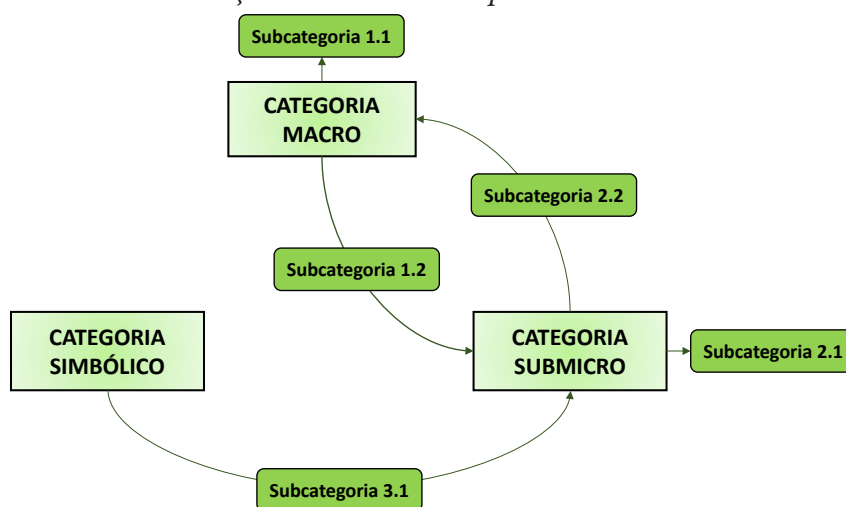 Subcategoria 1.1
CATEGORIA
MACRO
Subcategoria 2.2
Subcategoria 1.2
CATEGORIA
SIMBÓLICO
CATEGORIA
SUBMICRO
Subcategoria 2.1
Subcategoria 3.1